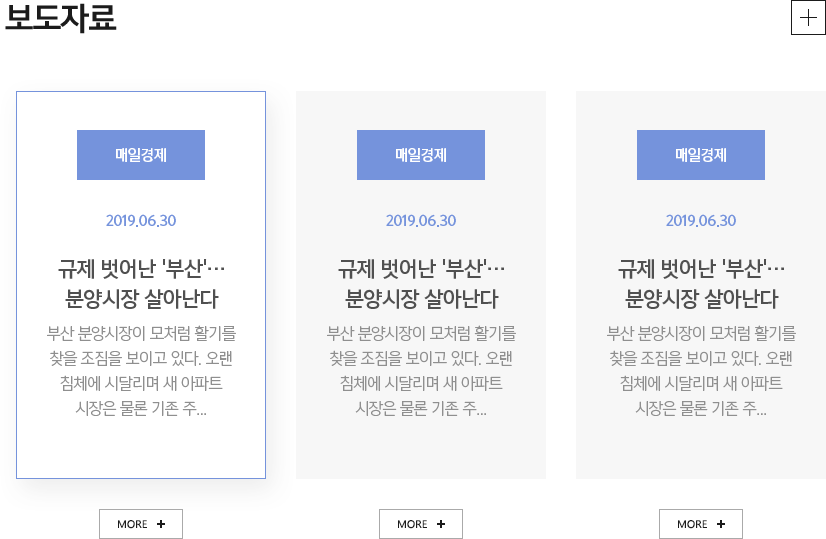 보도자료
매일경제
2019.06.30
규제 벗어난 '부산'…
분양시장 살아난다
부산 분양시장이 모처럼 활기를
찾을 조짐을 보이고 있다. 오랜
침체에 시달리며 새 아파트
시장은 물론 기존 주...
MORE +
매일경제
2019.06.30
규제 벗어난 '부산'…
분양시장 살아난다
부산 분양시장이 모처럼 활기를
찾을 조짐을 보이고 있다. 오랜
침체에 시달리며 새 아파트
시장은 물론 기존 주...
MORE +
매일경제
2019.06.30
규제 벗어난 '부산'…
분양시장 살아난다
부산 분양시장이 모처럼 활기를
찾을 조짐을 보이고 있다. 오랜
침체에 시달리며 새 아파트
시장은 물론 기존 주...
MORE +